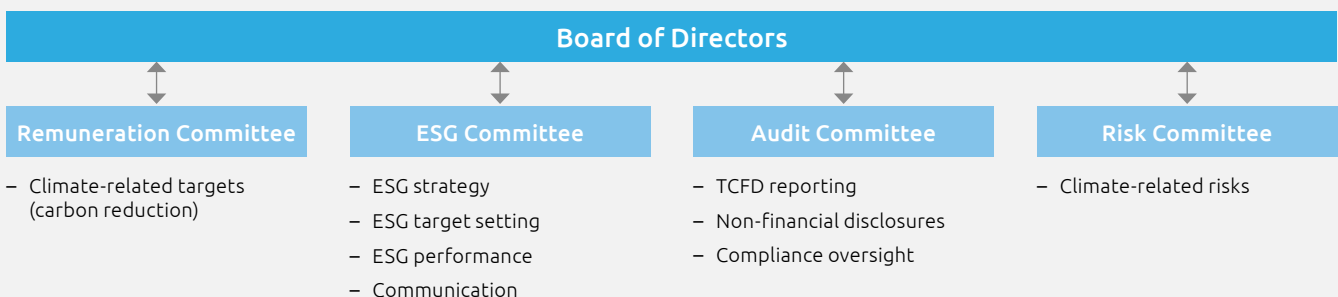 Board of Directors
Remuneration Committee
– Climate-related targets
(carbon reduction)
ESG Committee
– ESG strategy
– ESG target setting
– ESG performance
– Communication
Audit Committee
– TCFD reporting
– Non-financial disclosures
– Compliance oversight
Risk Committee
– Climate-related risks